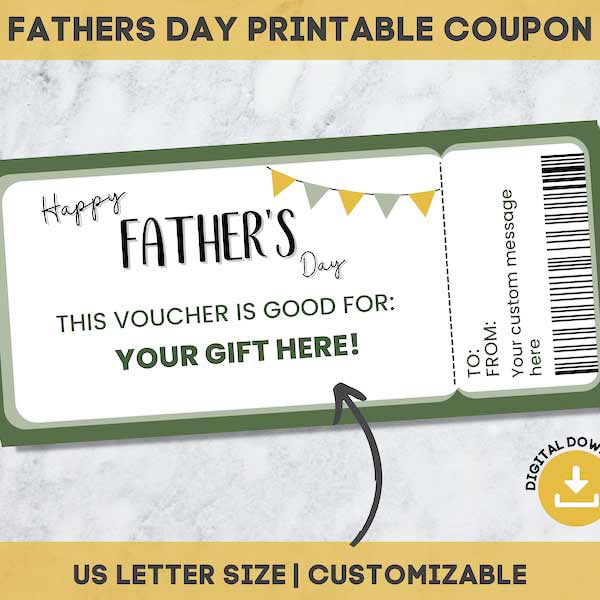 FATHERS DAY PRINTABLE COUPON
Happy
FATHER'S
Day
THIS VOUCHER IS GOOD FOR:
YOUR GIFT HERE!
TO:
FROM:
Your custom message
here
DIGITAL DOW
US LETTER SIZE | CUSTOMIZABLE